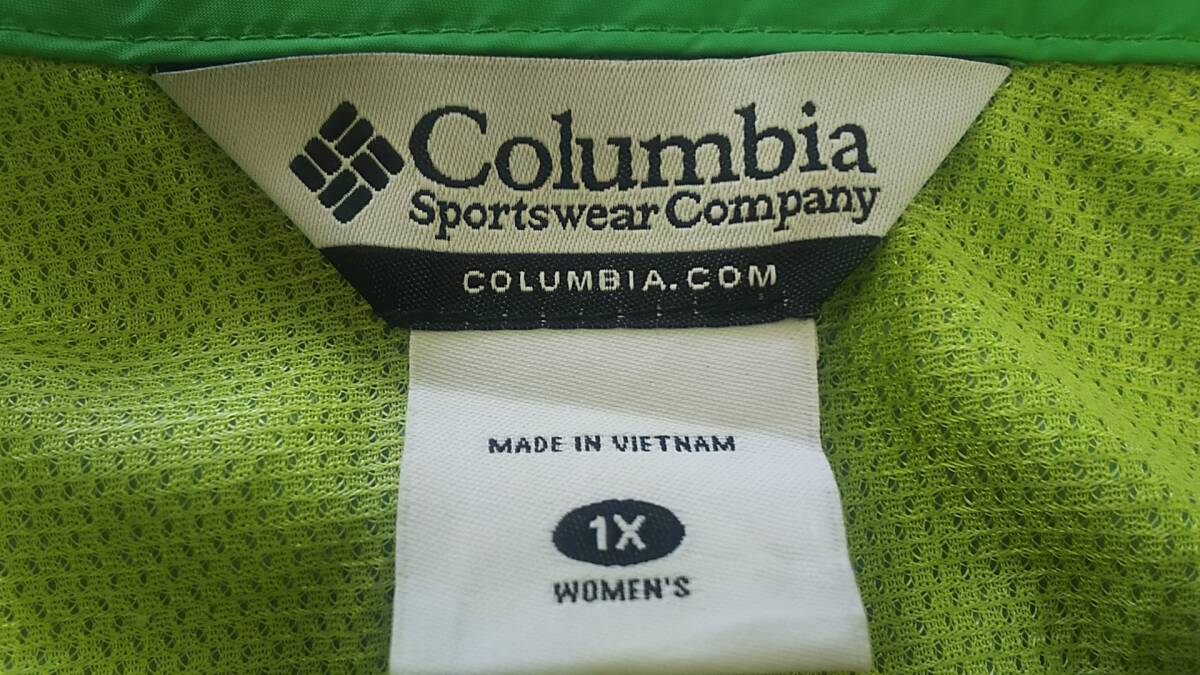 Columbia
Sportswear Company
COLUMBIA.COM
MADE IN VIETNAM
1X
WOMEN'S